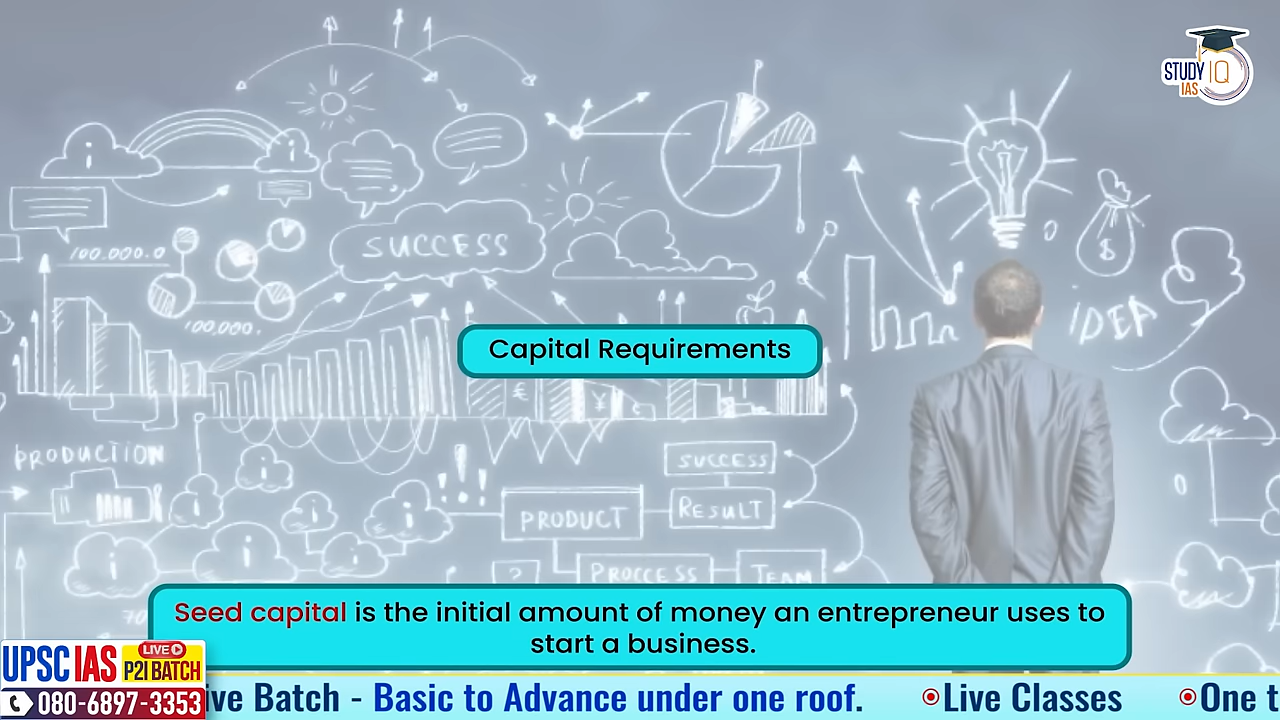 STUDY IQ
IAS
SUCCESS
100.000.0
100,000.
iDEA
$
Capital Requirements
€
¥
PRODUCTION
SUCCESS
PRODUCT
RESULT
?
PROCCESS
TEAM
Seed capital is the initial amount of money an entrepreneur uses to
start a business.
LIVE
UPSC IAS P2I BATCH
080-6897-3353
ive Batch - Basic to Advance under one roof. Live Classes One t